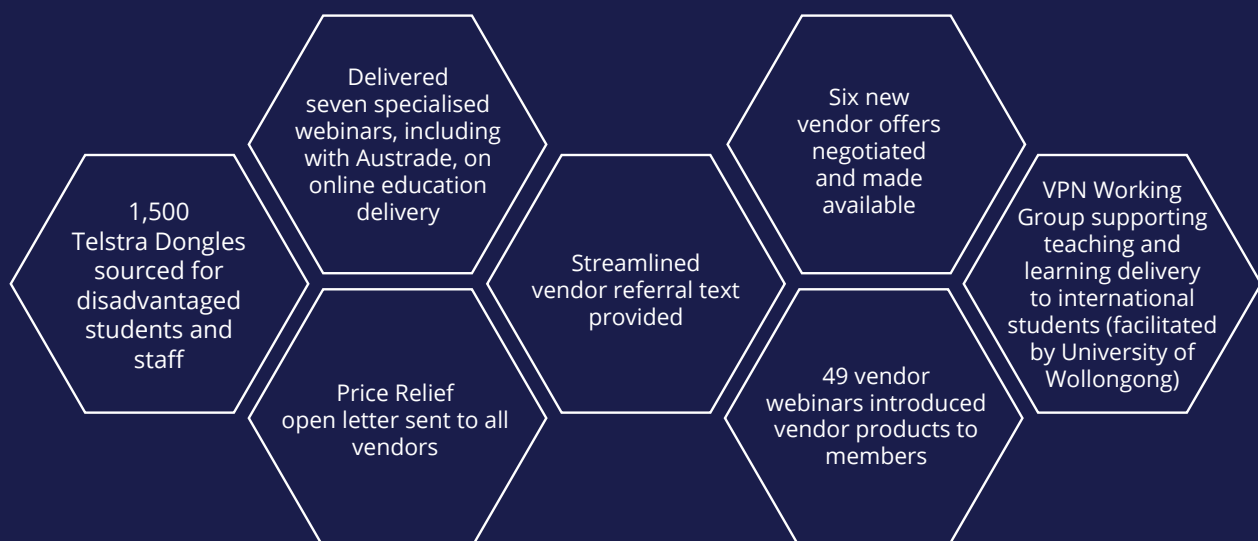 1,500
Telstra Dongles
sourced for
disadvantaged
students and
staff
Delivered
seven specialised
webinars, including
with Austrade, on
online education
delivery
Price Relief
open letter sent to all
vendors
Streamlined
vendor referral text
provided
Six new
vendor offers
negotiated
and made
available
49 vendor
webinars introduced
vendor products to
members
VPN Working
Group supporting
teaching and
learning delivery
to international
students (facilitated
by University of
Wollongong)